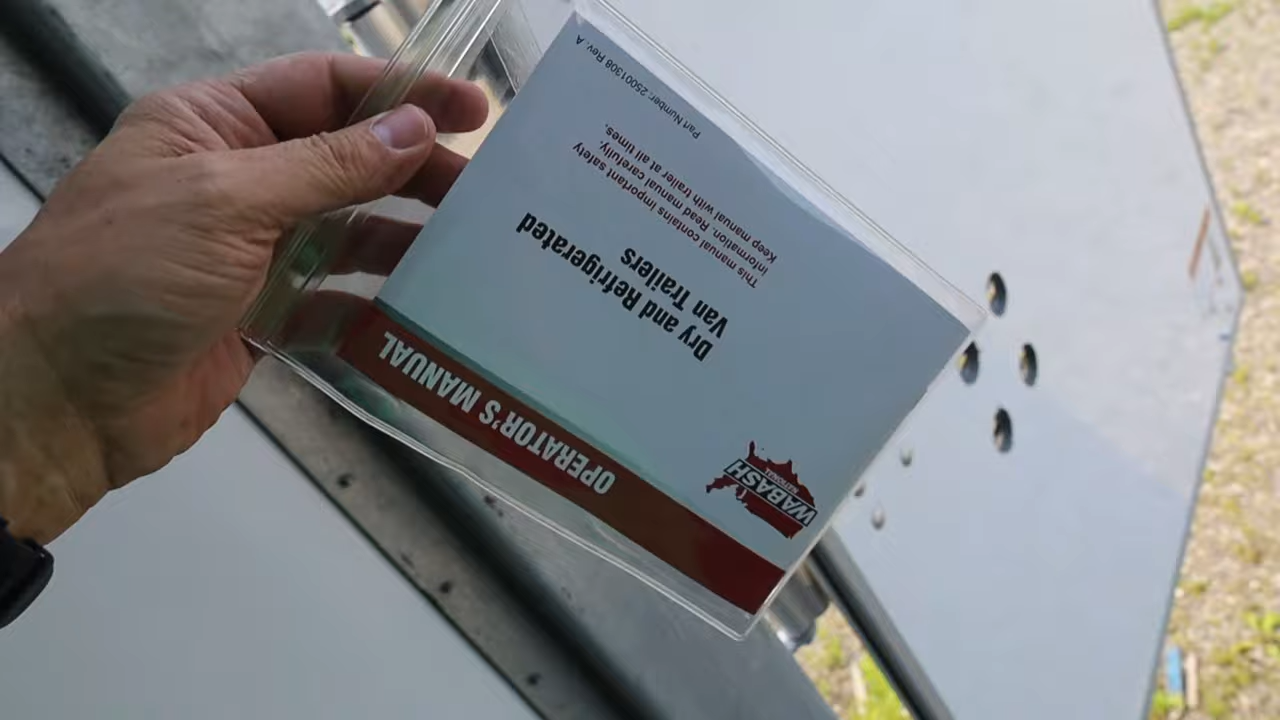 OPERATOR'S MANUAL
WABASH
NATIONAL
Dry and Refrigerated
Van Trailers
This manual contains important safety
information. Read manual carefully.
Keep manual with trailer at all times.
Part Number: 25001308 Rev. A